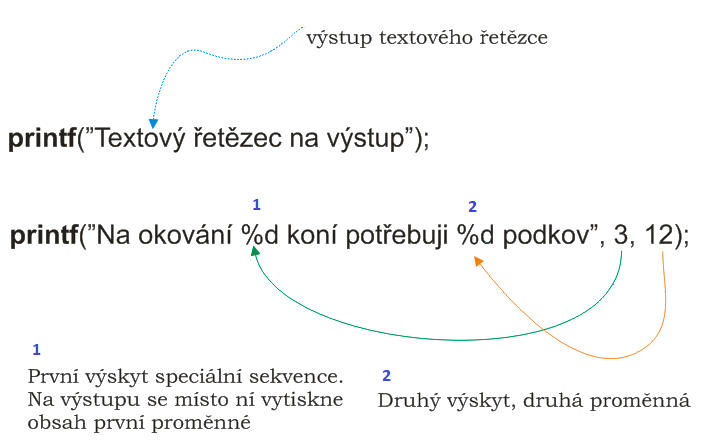 výstup textového řetězce
printf(”Textový řetězec na výstup”);
1 2
printf(”Na okování %d koní potřebuji %d podkov”, 3, 12);
1
První výskyt speciální sekvence.
Na výstupu se místo ní vytiskne
obsah první proměnné
2
Druhý výskyt, druhá proměnná